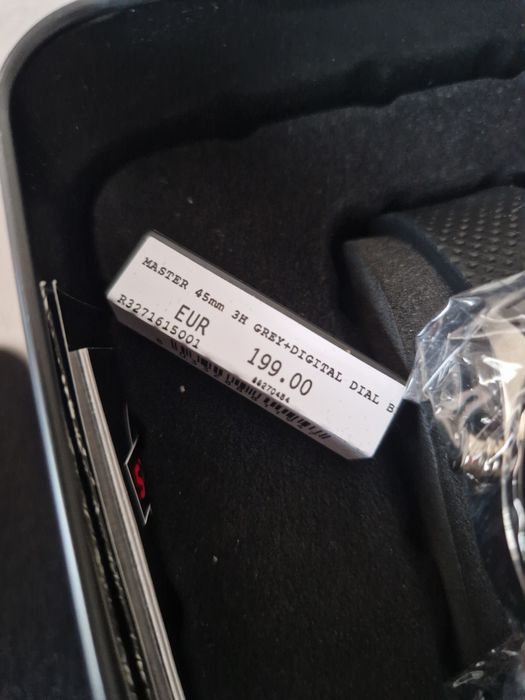 MASTER 45mm 3H GREY+DIGITAL DIAL B
R3271615001
EUR 199.00